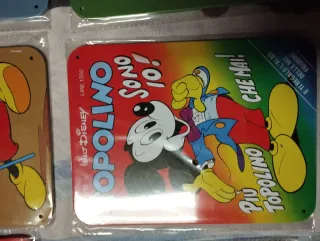 LIRE 1500
WALT DISNEY
TOPOLINO
SONO
IO!
CHE MAI!
PIÙ
TOPOLINO